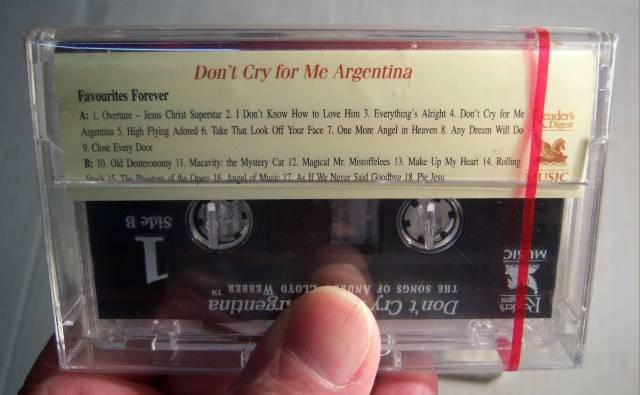 Don't Cry for Me Argentina
Favourites Forever
A: 1. Overture – Jesus Christ Superstar 2. I Don't Know How to Love Him 3. Everything's Alright 4. Don't Cry for Me
Argentina 5. High Flying Adored 6. Take That Look Off Your Face 7. One More Angel in Heaven 8. Any Dream Will Do
9. Close Every Door
B: 10. Old Deuteronomy 11. Macavity: the Mystery Cat 12. Magical Mr. Mistoffelees 13. Make Up My Heart 14. Rolling
Stock 15. The Phantom of the Opera 16. Angel of Music 17. As If We Never Said Goodbye 18. Pie Jesu
Reader's
Digest
MUSIC
1
Side B
Don't Cry Argentina
THE SONGS OF ANDREW LLOYD WEBBER ™
Reader's
Digest
MUSIC